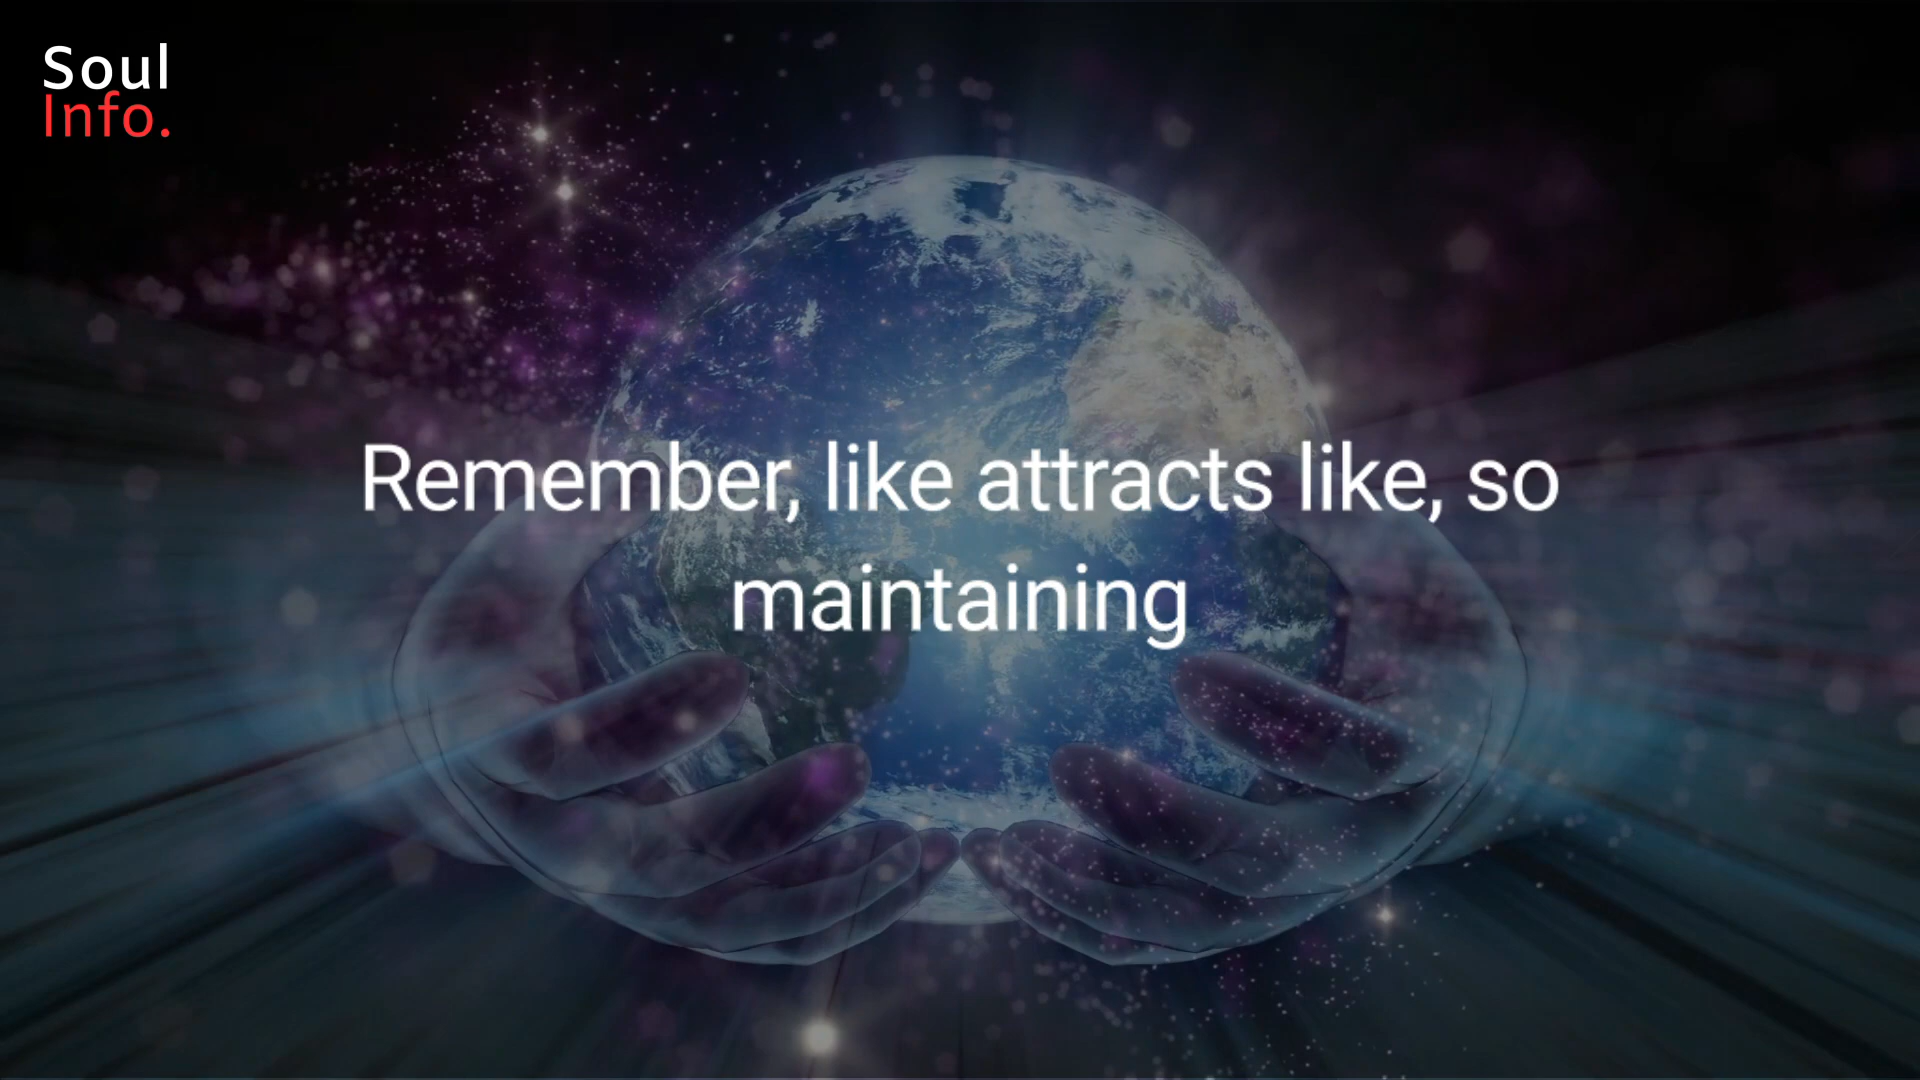 Soul
Info.
Remember, like attracts like, so
maintaining